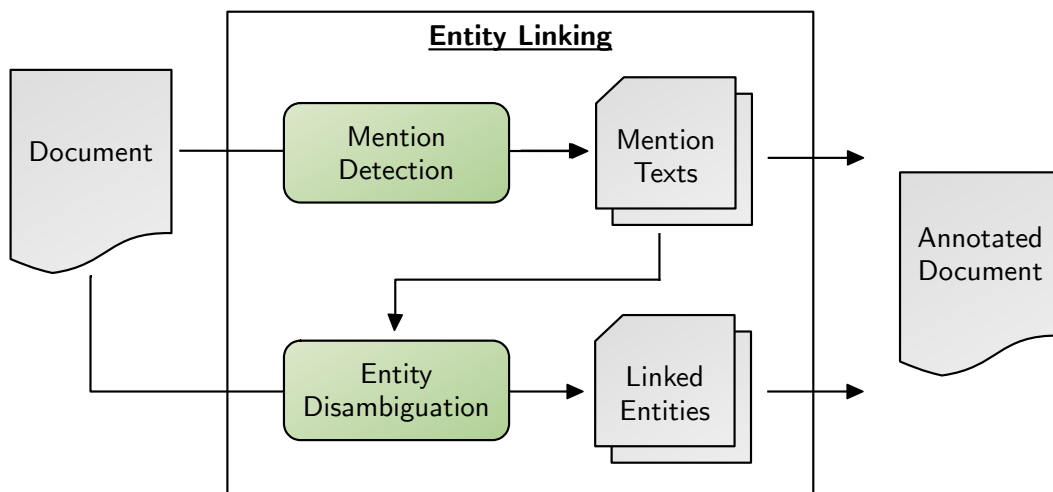 Entity Linking
Document
Mention
Detection
Mention
Texts
Annotated
Document
Entity
Disambiguation
Linked
Entities